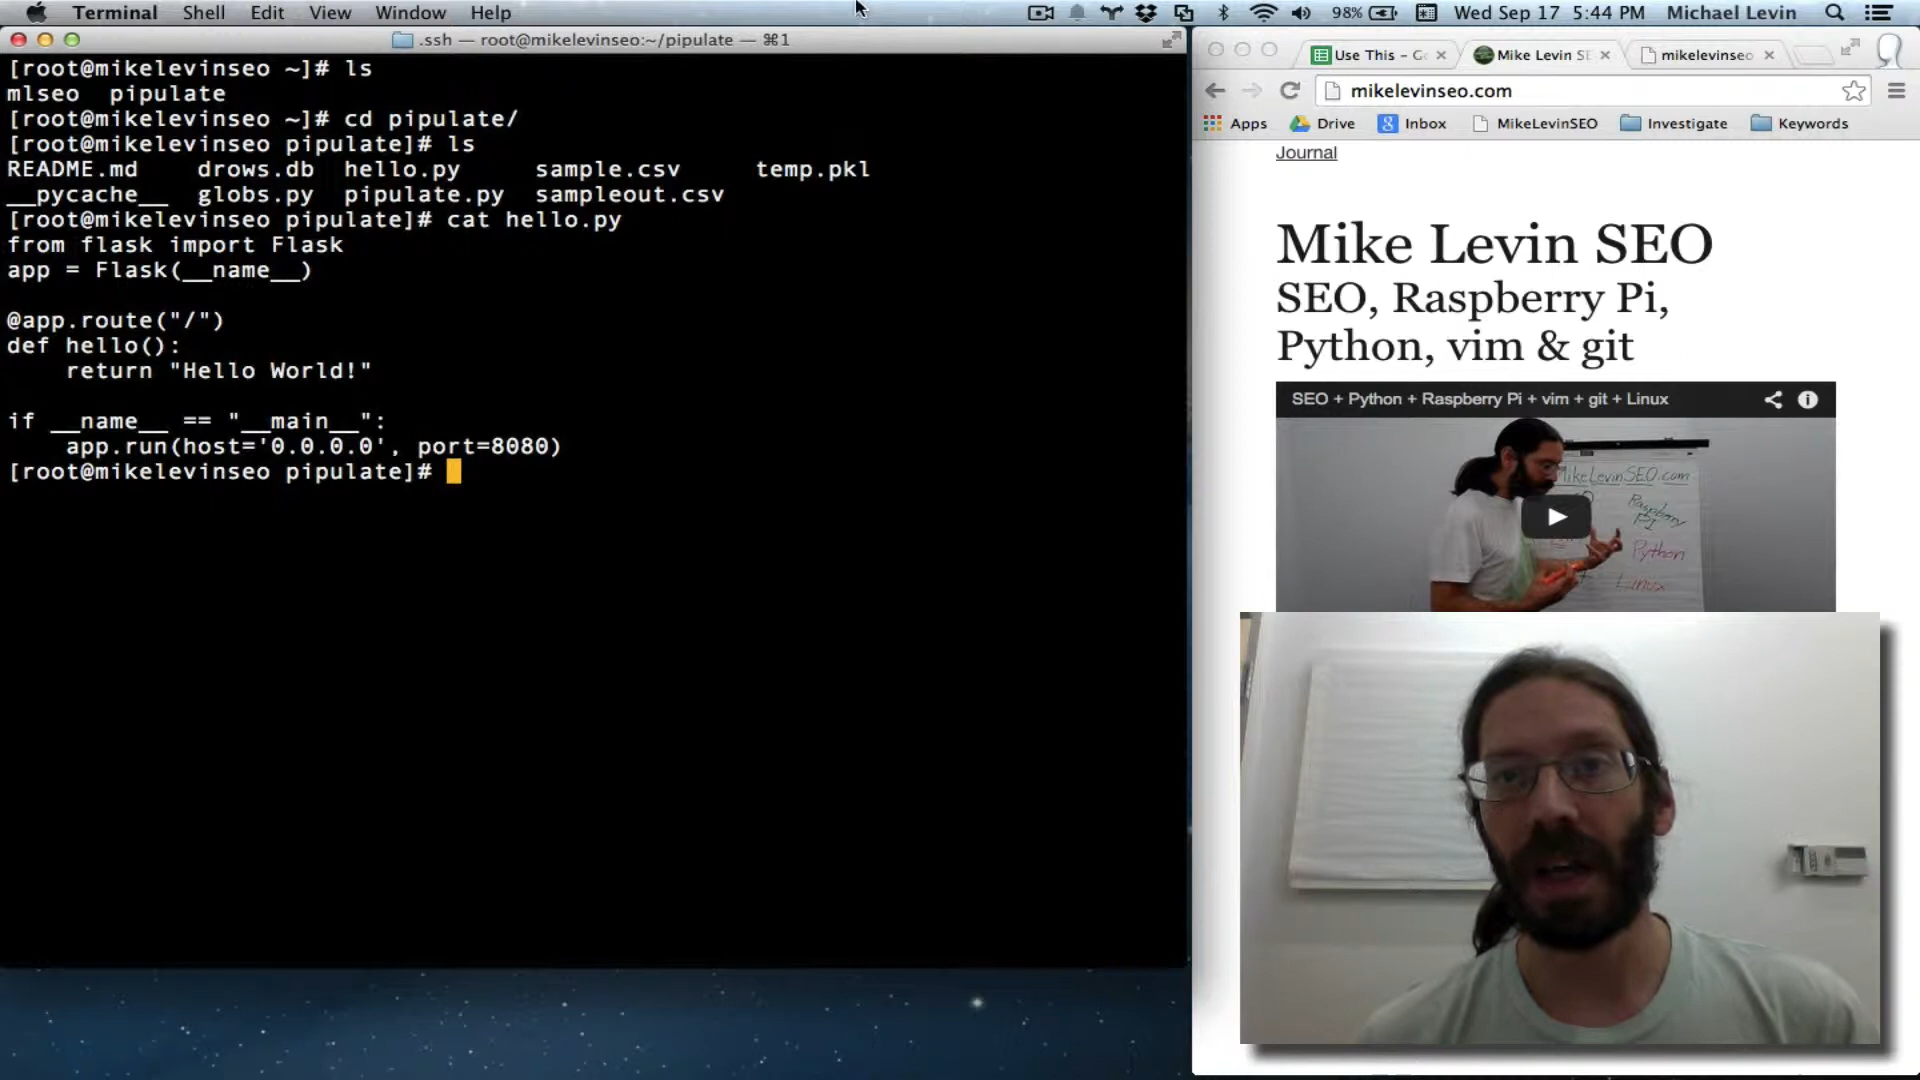 Terminal Shell Edit View Window Help 98% Wed Sep 17 5:44 PM Michael Levin
.ssh — root@mikelevinseo:~/pipulate — ⌘1
[root@mikelevinseo ~]# ls
mlseo pipulate
[root@mikelevinseo ~]# cd pipulate/
[root@mikelevinseo pipulate]# ls
README.md drows.db hello.py sample.csv temp.pkl
__pycache__ globs.py pipulate.py sampleout.csv
[root@mikelevinseo pipulate]# cat hello.py
from flask import Flask
app = Flask(__name__)
@app.route("/")
def hello():
return "Hello World!"
if __name__ == "__main__":
app.run(host='0.0.0.0', port=8080)
[root@mikelevinseo pipulate]#
Use This - Mike Levin SE mikelevinseo
mikelevinseo.com
Apps Drive Inbox MikeLevinSEO Investigate Keywords
Journal
Mike Levin SEO
SEO, Raspberry Pi,
Python, vim & git
SEO + Python + Raspberry Pi + vim + git + Linux
MikeLevinSEO.com
Raspberry
Pi
Python
Linux